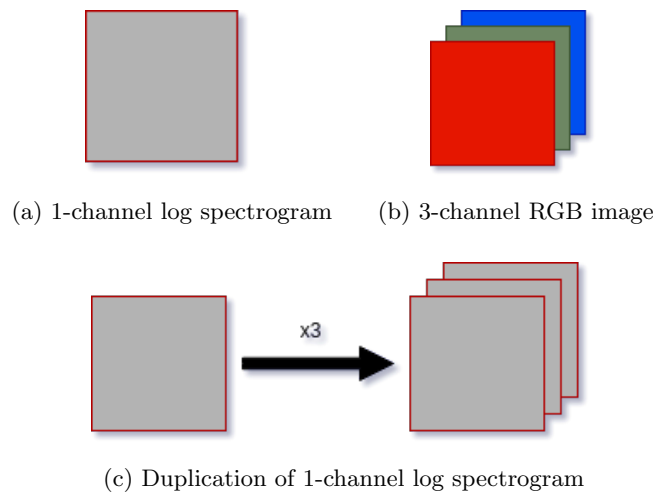 (a) 1-channel log spectrogram
(b) 3-channel RGB image
x3
(c) Duplication of 1-channel log spectrogram